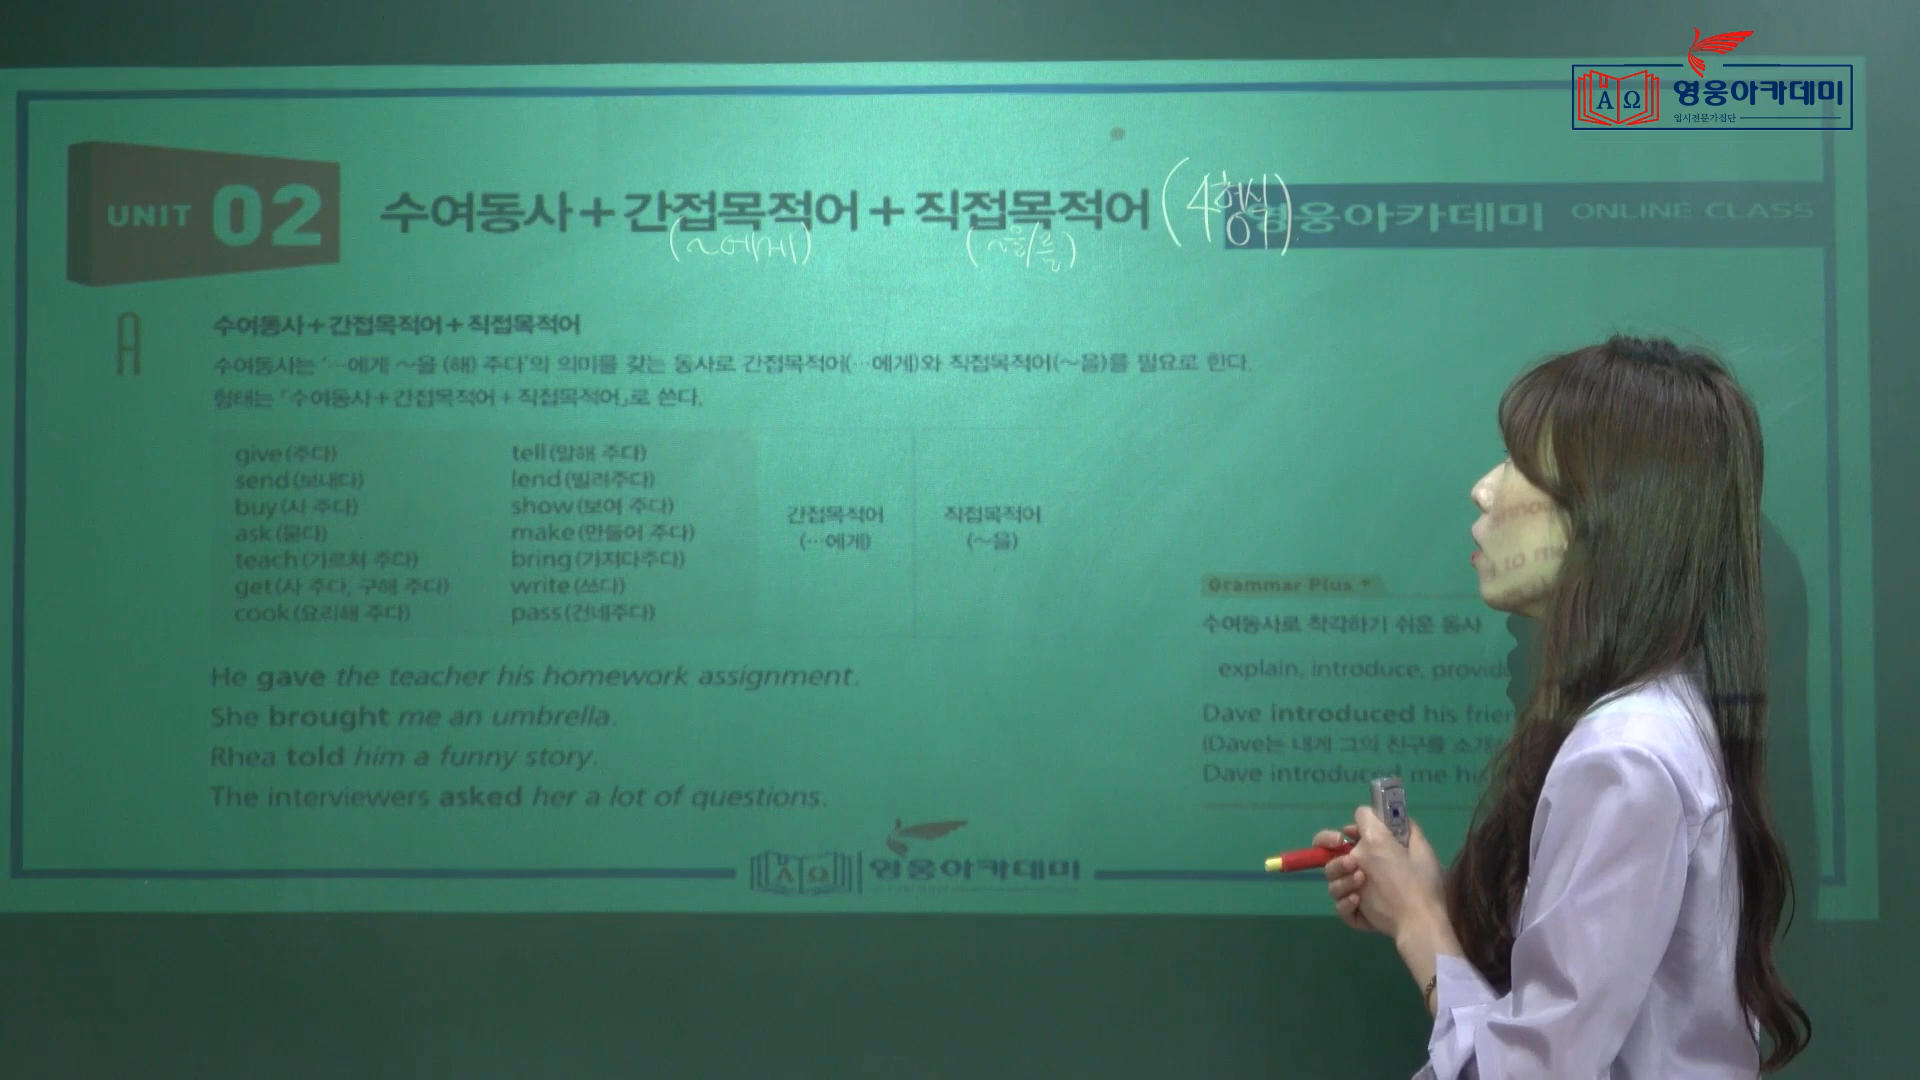 영웅아카데미
입시전문가집단
UNIT 02
수여동사+간접목적어+직접목적어 (4형식)
(~에게) (~을/를)
영웅아카데미 ONLINE CLASS
A
수여동사+간접목적어+직접목적어
수여동사는 '…에게 ~을 (해) 주다'의 의미를 갖는 동사로 간접목적어(…에게)와 직접목적어(~을)를 필요로 한다.
형태는 「수여동사+간접목적어+직접목적어」로 쓴다.
give(주다) tell(말해 주다)
send(보내다) lend(빌려주다)
buy(사 주다) show(보여 주다)
ask(묻다) make(만들어 주다)
teach(가르쳐 주다) bring(가져다주다)
get(사 주다, 구해 주다) write(쓰다)
cook(요리해 주다) pass(건네주다)
간접목적어 직접목적어
(…에게) (~을)
He gave the teacher his homework assignment.
She brought me an umbrella.
Rhea told him a funny story.
The interviewers asked her a lot of questions.
Grammar Plus +
수여동사로 착각하기 쉬운 동사
explain, introduce,
Dave introduced his
(Dave는 내게 그의 친구를
Dave introduced me
영웅아카데미